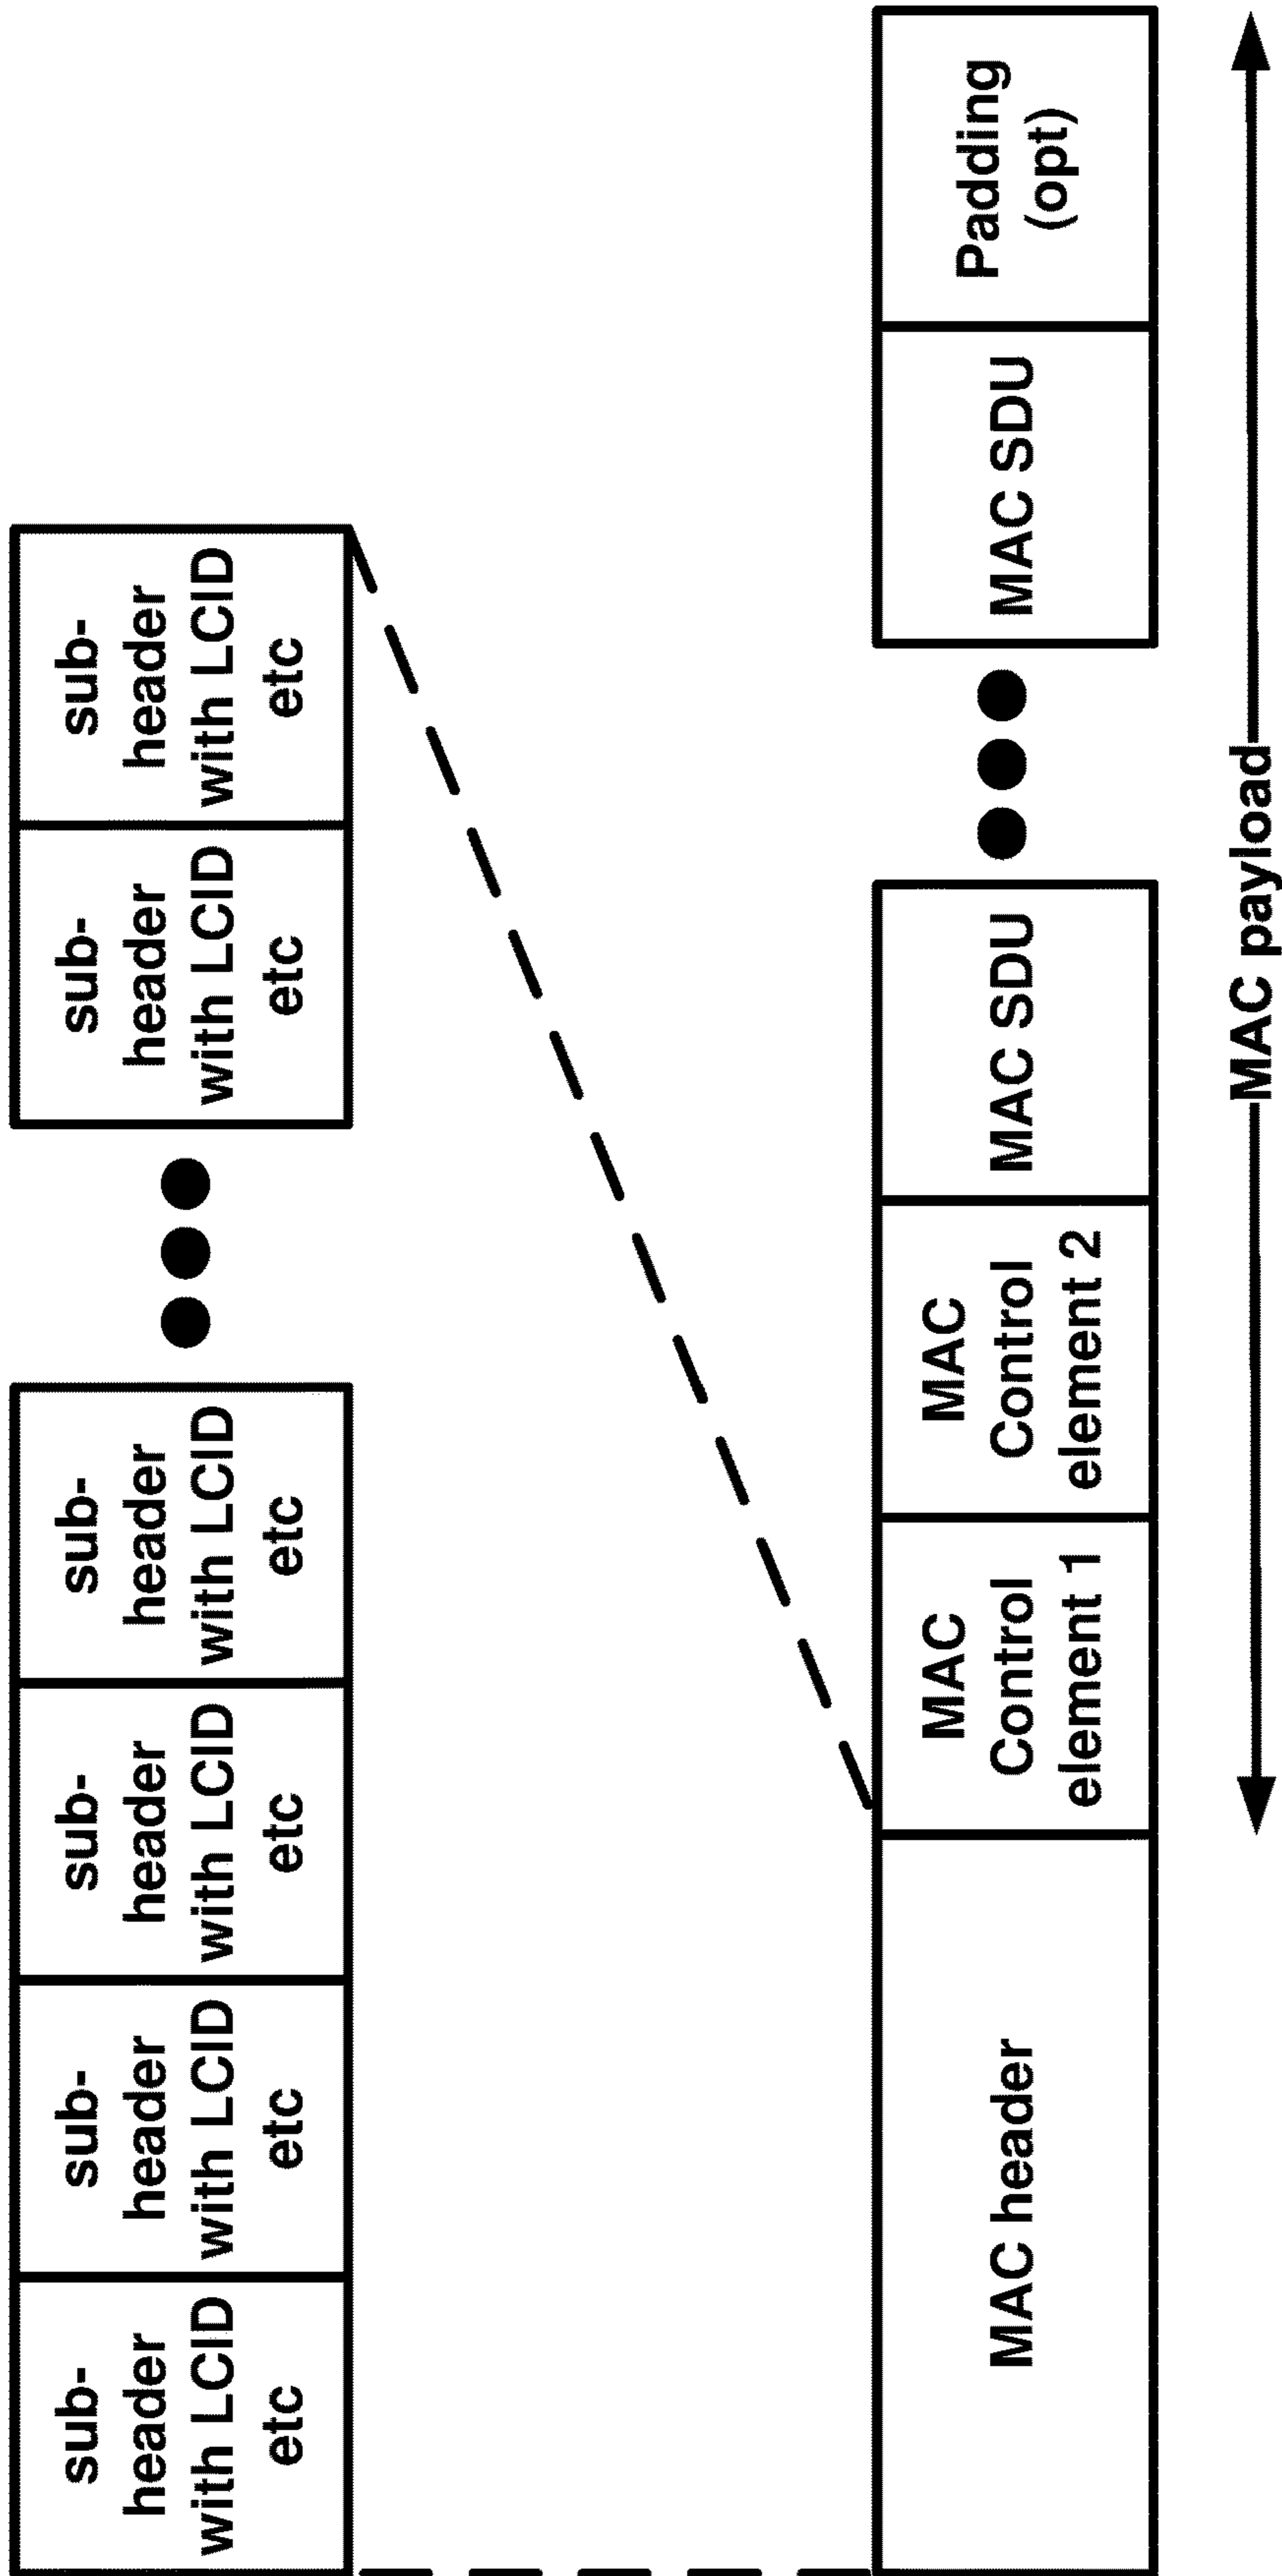 sub-
header
with LCID
etc
sub-
header
with LCID
etc
sub-
header
with LCID
etc
sub-
header
with LCID
etc
sub-
header
with LCID
etc
sub-
header
with LCID
etc
MAC header
MAC
Control
element 1
MAC
Control
element 2
MAC SDU
MAC SDU
Padding
(opt)
MAC payload